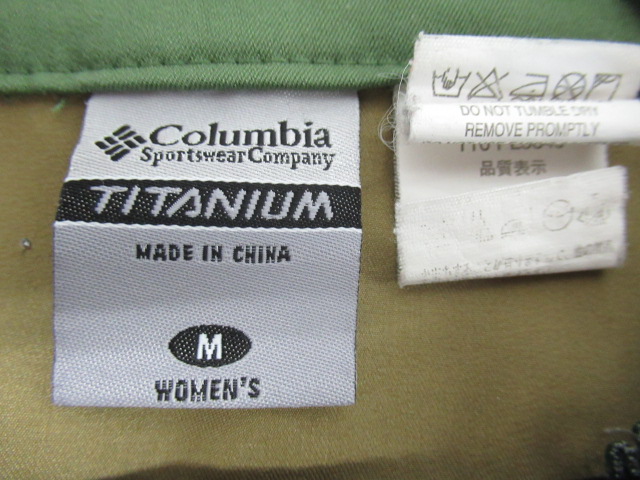 Columbia
Sportswear Company
TITANIUM
MADE IN CHINA
M
WOMEN'S
DO NOT TUMBLE DRY
REMOVE PROMPTLY
品質表示